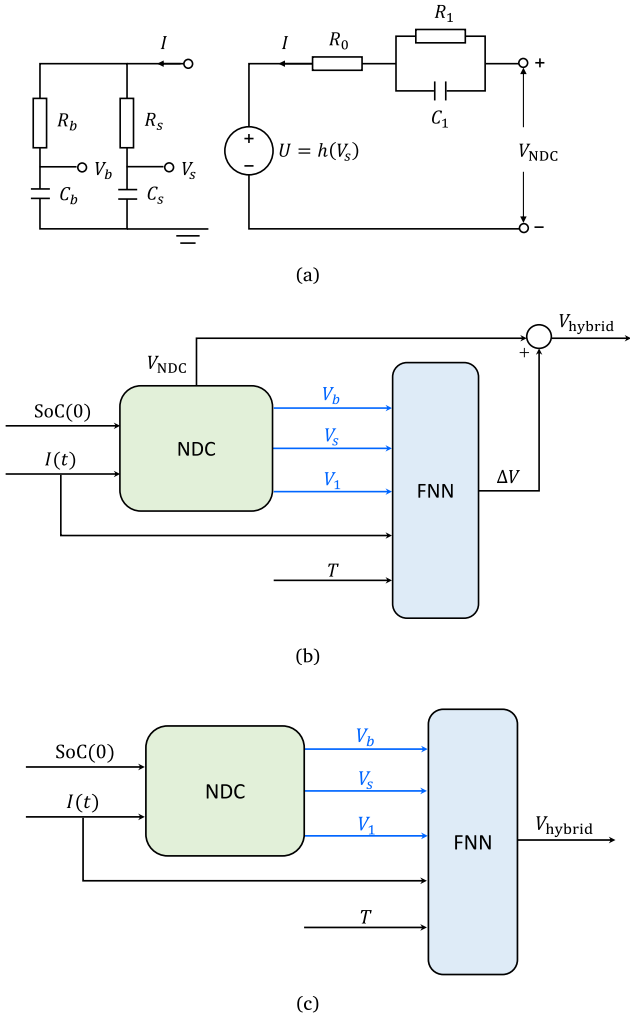 I
R_b
R_s
V_b
V_s
C_b
C_s
I
R_0
R_1
C_1
+
−
U = h(V_s)
+
V_NDC
−
(a)
V_hybrid
+
V_NDC
SoC(0)
I(t)
NDC
V_b
V_s
V_1
FNN
ΔV
T
(b)
SoC(0)
I(t)
NDC
V_b
V_s
V_1
FNN
V_hybrid
T
(c)